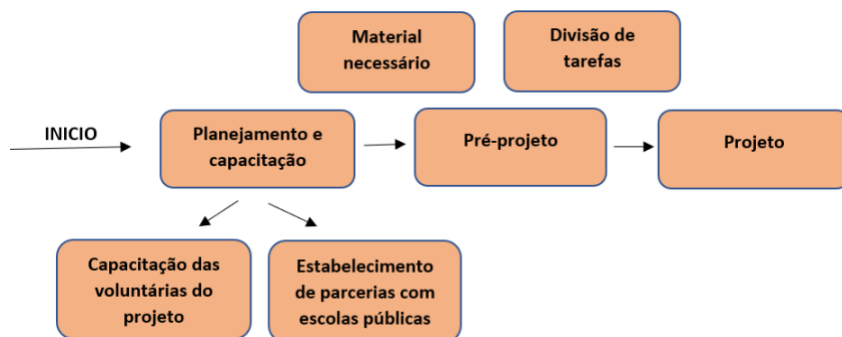 Material
necessário
Divisão de
tarefas
INICIO
Planejamento e
capacitação
Pré-projeto
Projeto
Capacitação das
voluntárias do
projeto
Estabelecimento
de parcerias com
escolas públicas